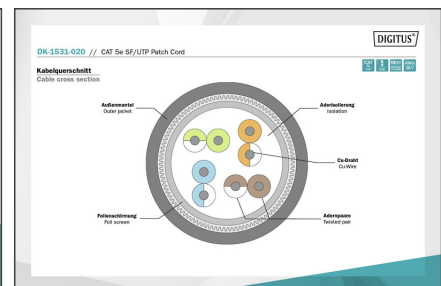 DIGITUS®
DK-1531-020 // CAT 5e SF/UTP Patch Cord
Kabelquerschnitt
Cable cross section
Außenmantel
Outer jacket
Aderisolierung
Isolation
Cu-Draht
Cu-Wire
Folienschirmung
Foil screen
Adernpaare
Twisted pair